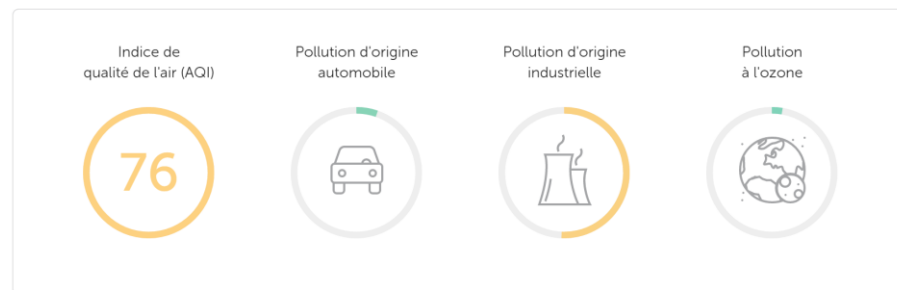 Indice de
qualité de l'air (AQI)
Pollution d'origine
automobile
Pollution d'origine
industrielle
Pollution
à l'ozone
76